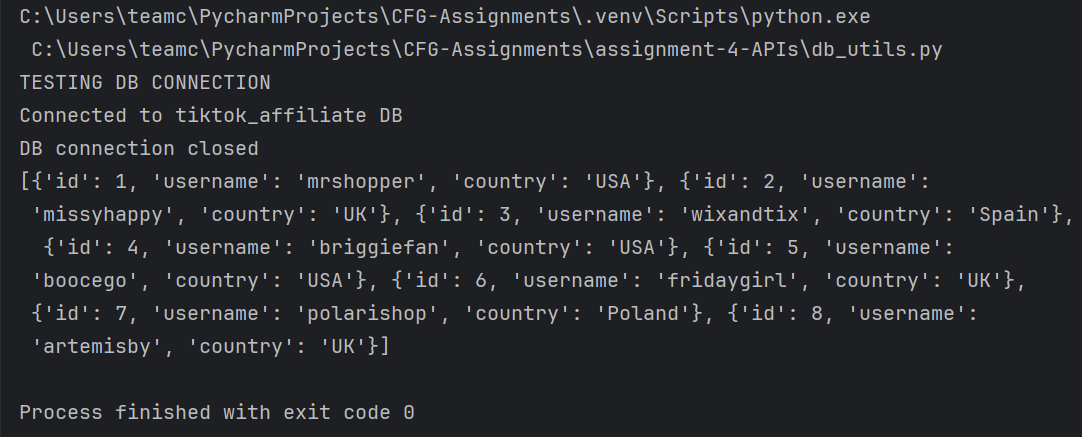 C:\Users\teamc\PycharmProjects\CFG-Assignments\.venv\Scripts\python.exe
C:\Users\teamc\PycharmProjects\CFG-Assignments\assignment-4-APIs\db_utils.py
TESTING DB CONNECTION
Connected to tiktok_affiliate DB
DB connection closed
[{'id': 1, 'username': 'mrshopper', 'country': 'USA'}, {'id': 2, 'username':
'missyhappy', 'country': 'UK'}, {'id': 3, 'username': 'wixandtix', 'country': 'Spain'},
{'id': 4, 'username': 'briggiefan', 'country': 'USA'}, {'id': 5, 'username':
'boocego', 'country': 'USA'}, {'id': 6, 'username': 'fridaygirl', 'country': 'UK'},
{'id': 7, 'username': 'polarishop', 'country': 'Poland'}, {'id': 8, 'username':
'artemisby', 'country': 'UK'}]
Process finished with exit code 0